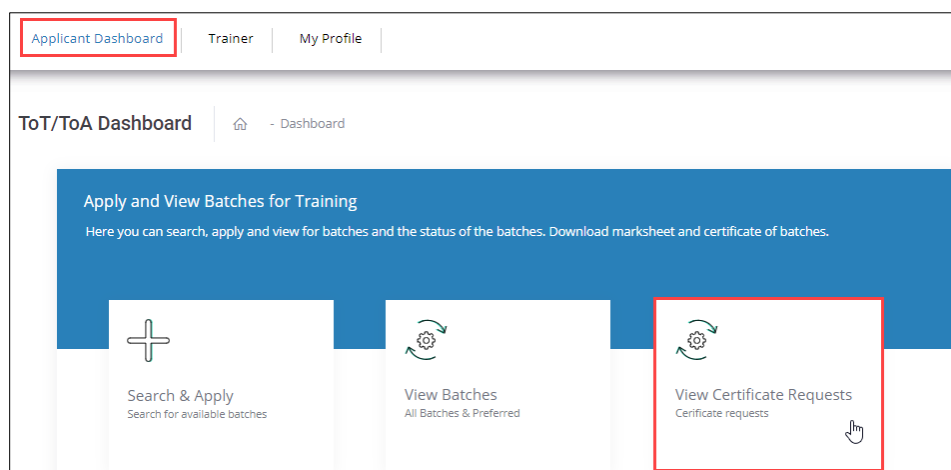 Applicant Dashboard Trainer My Profile
ToT/ToA Dashboard - Dashboard
Apply and View Batches for Training
Here you can search, apply and view for batches and the status of the batches. Download marksheet and certificate of batches.
Search & Apply
Search for available batches
View Batches
All Batches & Preferred
View Certificate Requests
Cerificate requests